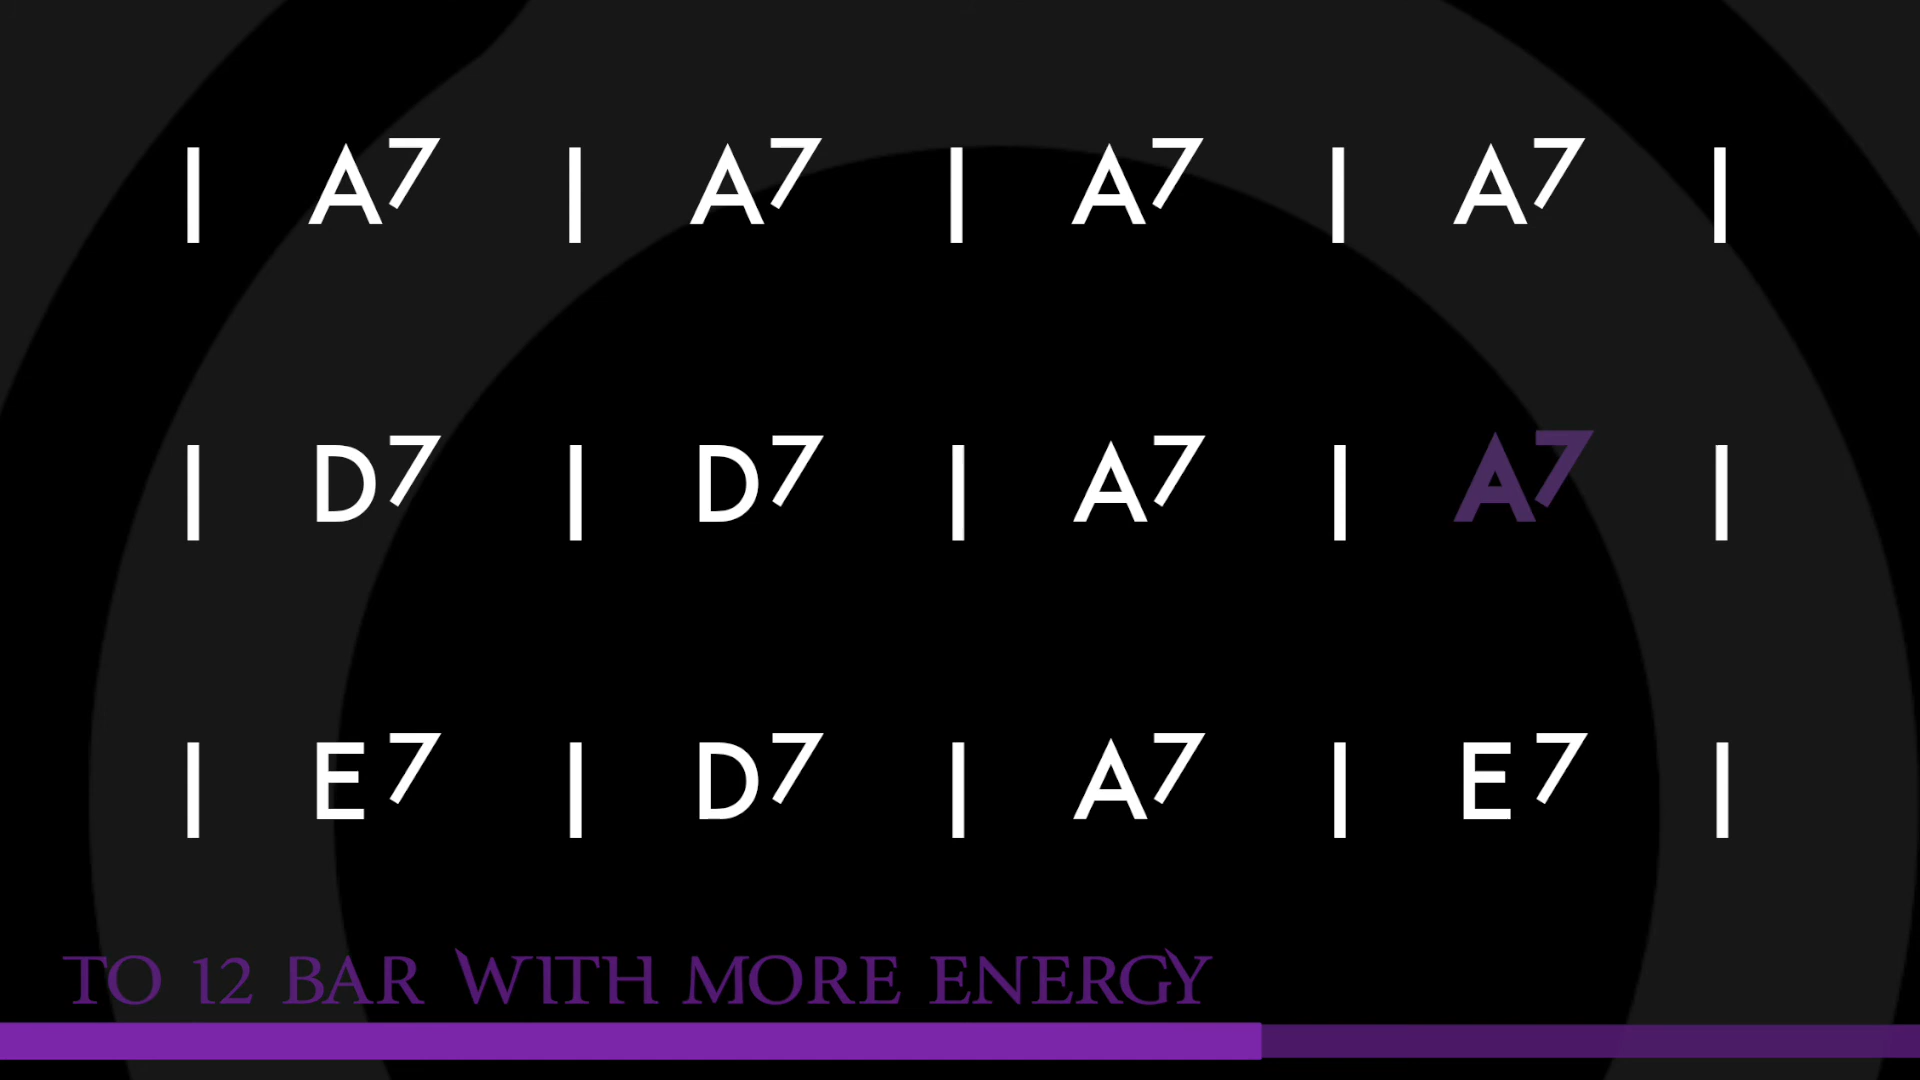 | A7 | A7 | A7 | A7 |
| D7 | D7 | A7 | A7 |
| E7 | D7 | A7 | E7 |
TO 12 BAR WITH MORE ENERGY